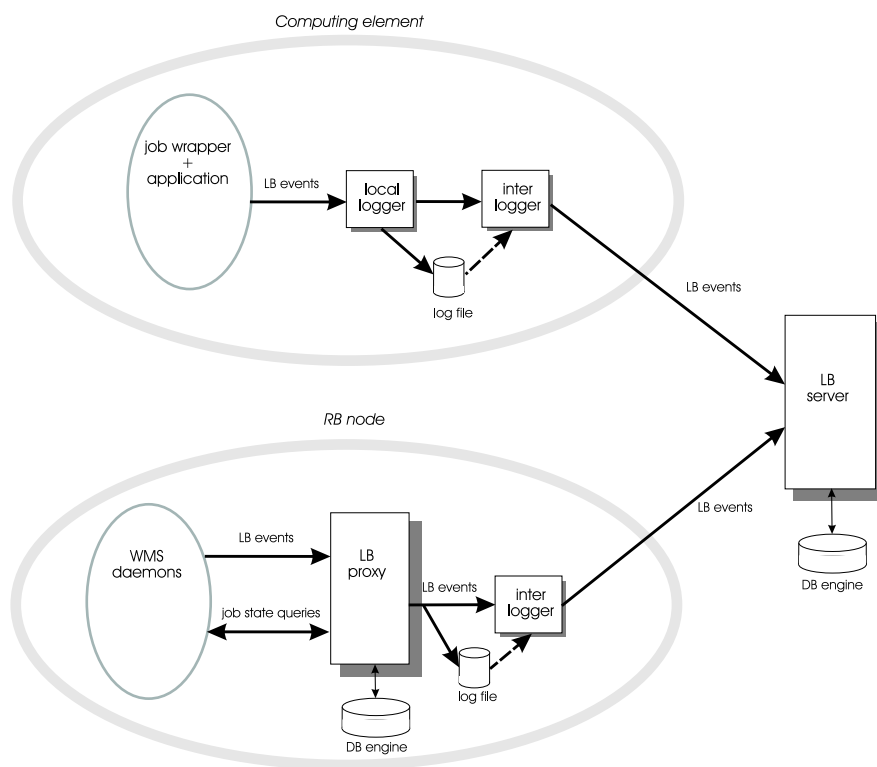 Computing element
job wrapper
+
application
LB events
local
logger
inter
logger
log file
LB events
LB
server
DB engine
RB node
WMS
daemons
LB events
job state queries
LB
proxy
LB events
inter
logger
log file
DB engine
LB events